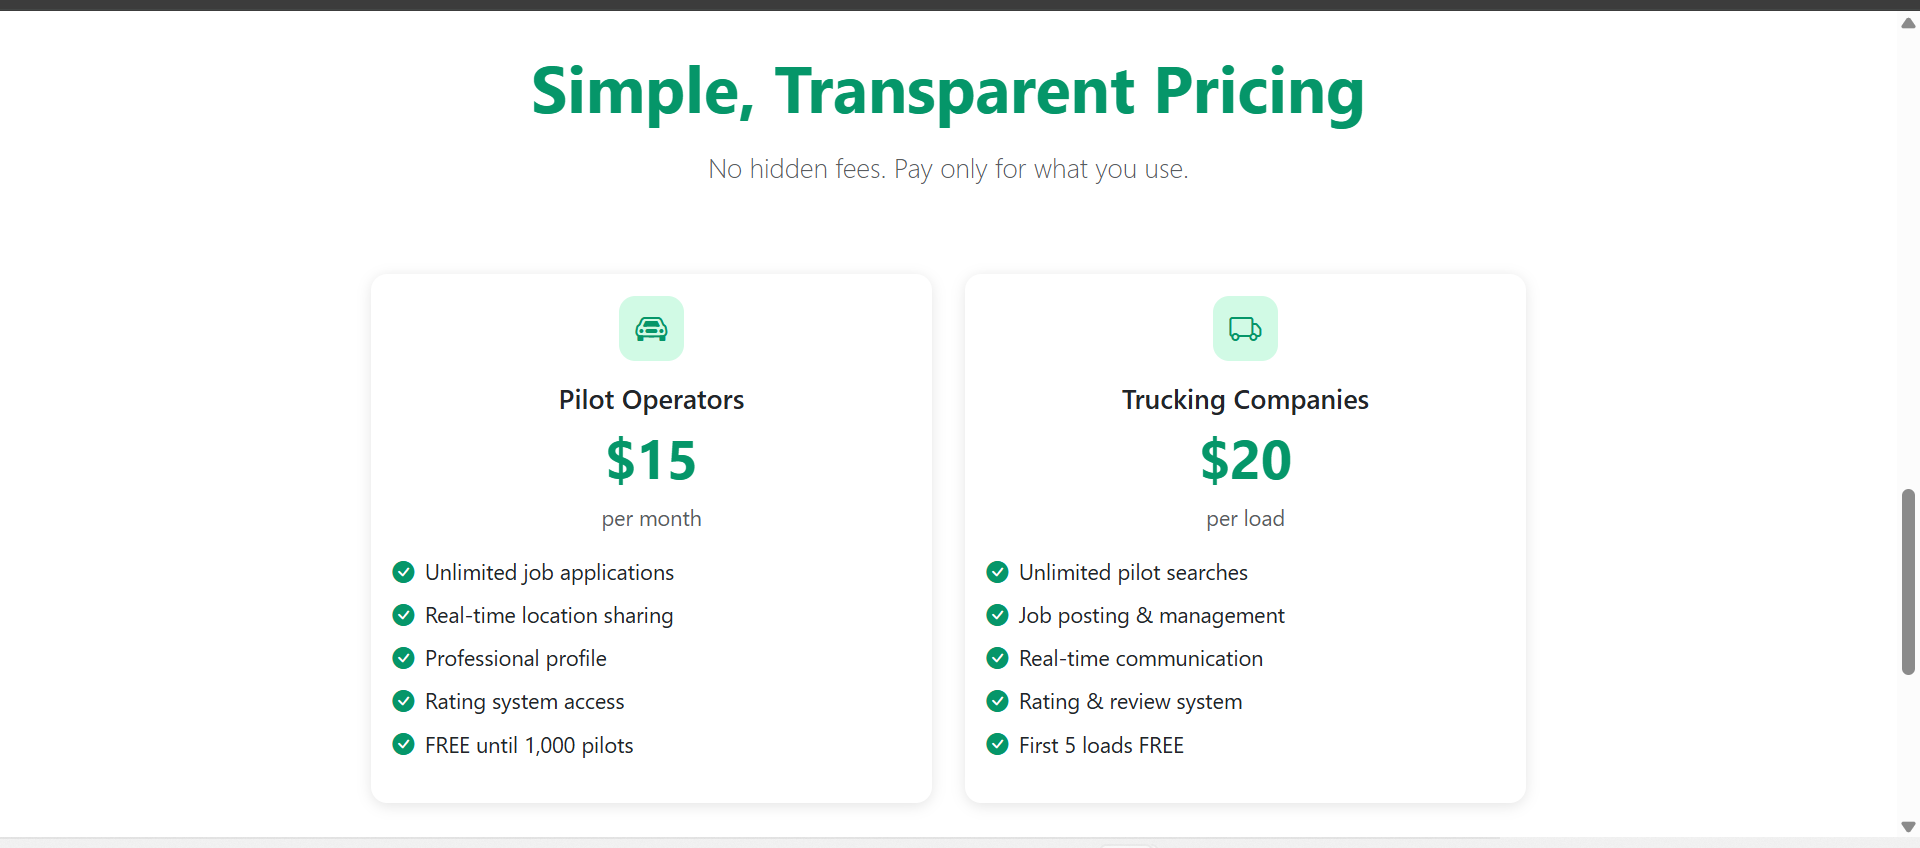 Simple, Transparent Pricing
No hidden fees. Pay only for what you use.
Pilot Operators
$15
per month
Unlimited job applications
Real-time location sharing
Professional profile
Rating system access
FREE until 1,000 pilots
Trucking Companies
$20
per load
Unlimited pilot searches
Job posting & management
Real-time communication
Rating & review system
First 5 loads FREE